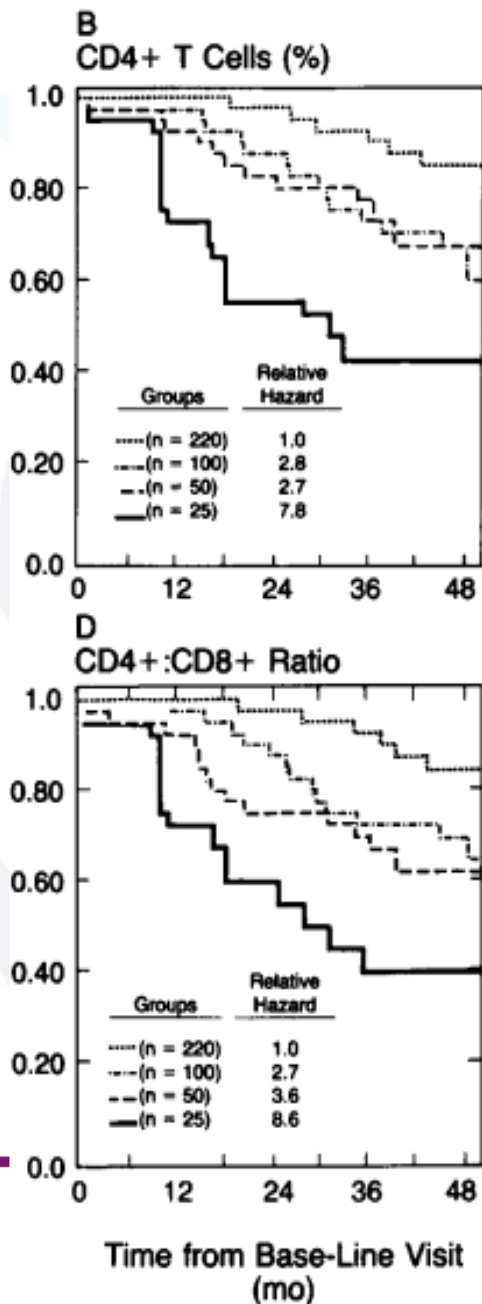 B
CD4+ T Cells (%)
1.0
0.80
0.60
0.40
0.20
0.0
Groups Relative Hazard
(n = 220) 1.0
(n = 100) 2.8
(n = 50) 2.7
(n = 25) 7.8
0 12 24 36 48
D
CD4+:CD8+ Ratio
1.0
0.80
0.60
0.40
0.20
0.0
Groups Relative Hazard
(n = 220) 1.0
(n = 100) 2.7
(n = 50) 3.6
(n = 25) 8.6
0 12 24 36 48
Time from Base-Line Visit
(mo)